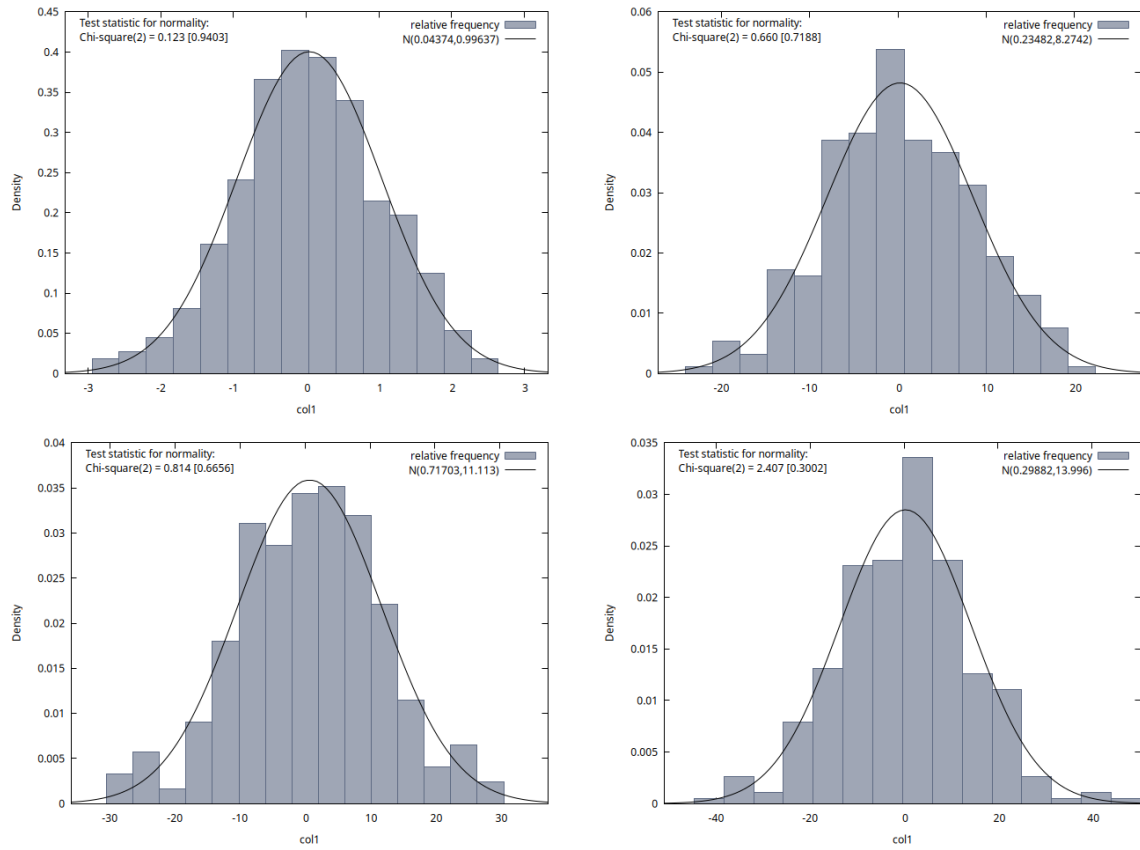 Test statistic for normality:
Chi-square(2) = 0.123 [0.9403]
relative frequency
N(0.04374,0.99637)
0.45
0.4
0.35
0.3
0.25
0.2
0.15
0.1
0.05
0
Density
-3 -2 -1 0 1 2 3
col1
Test statistic for normality:
Chi-square(2) = 0.660 [0.7188]
relative frequency
N(0.23482,8.2742)
0.06
0.05
0.04
0.03
0.02
0.01
0
Density
-20 -10 0 10 20
col1
Test statistic for normality:
Chi-square(2) = 0.814 [0.6656]
relative frequency
N(0.71703,11.113)
0.04
0.035
0.03
0.025
0.02
0.015
0.01
0.005
0
Density
-30 -20 -10 0 10 20 30
col1
Test statistic for normality:
Chi-square(2) = 2.407 [0.3002]
relative frequency
N(0.29882,13.996)
0.035
0.03
0.025
0.02
0.015
0.01
0.005
0
Density
-40 -20 0 20 40
col1